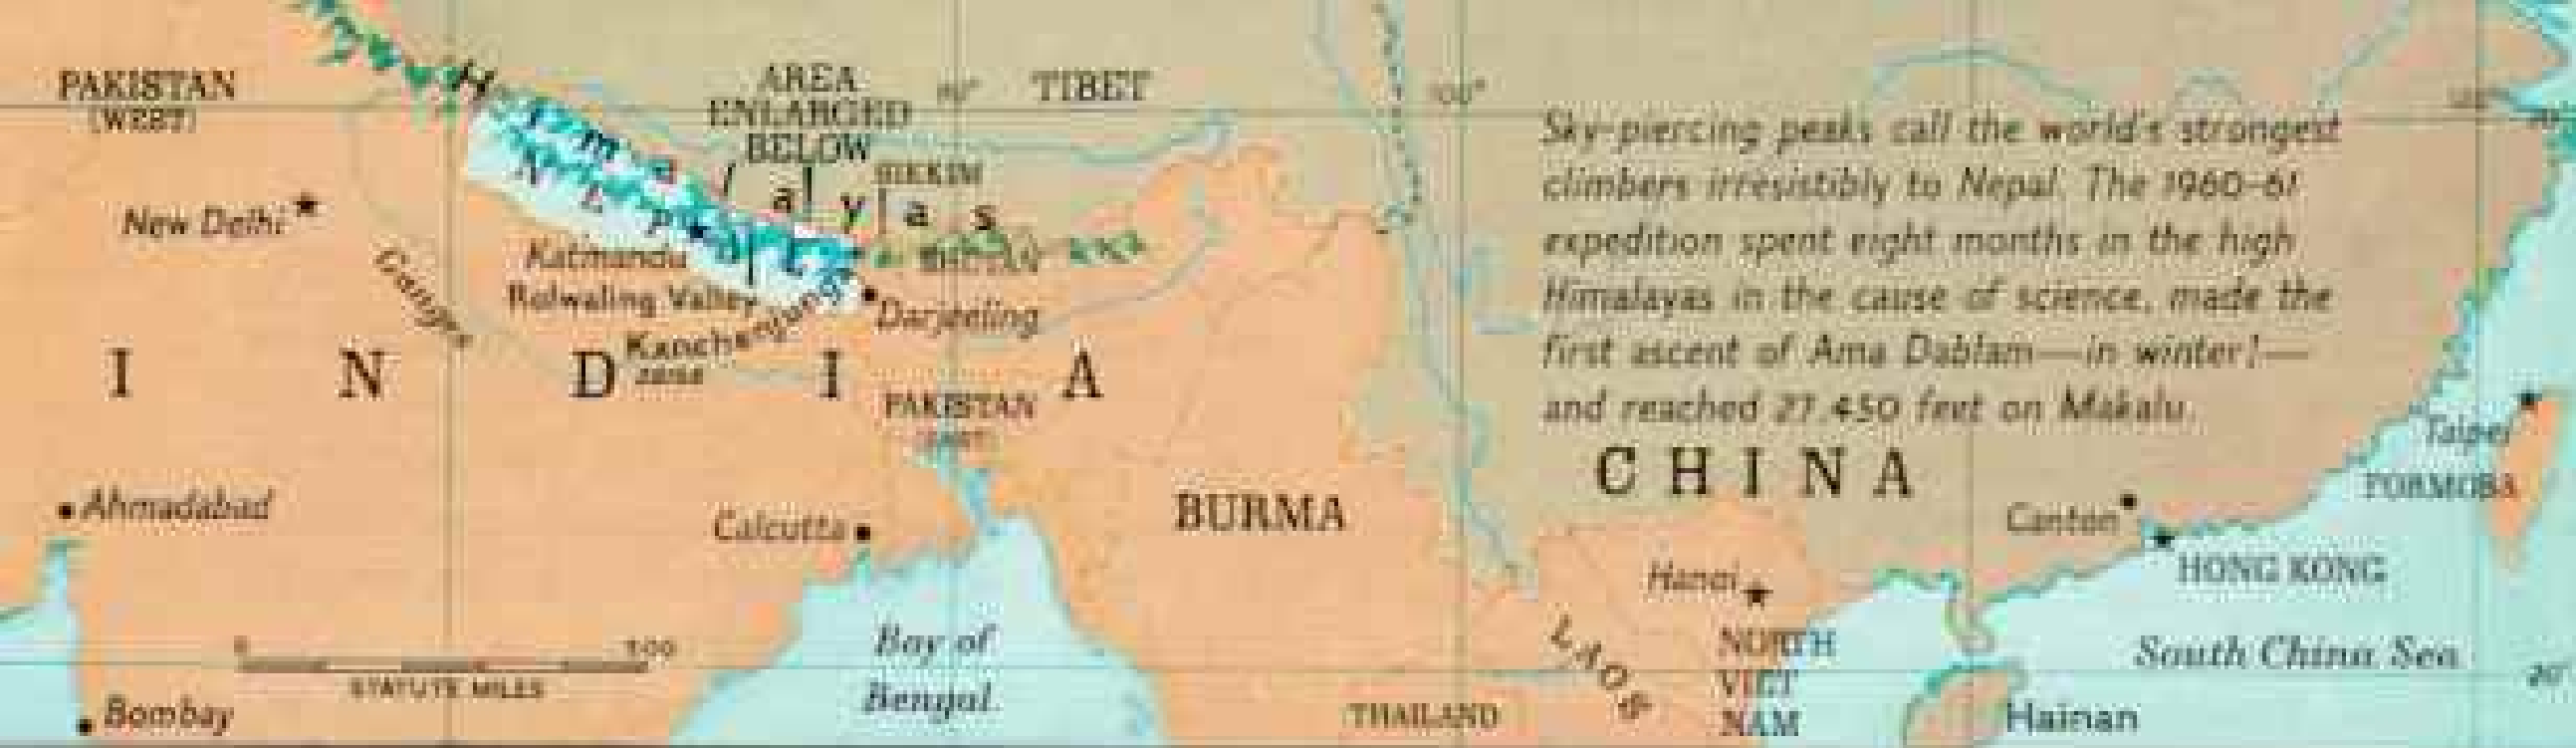 PAKISTAN
(WEST)
AREA
ENLARGED
BELOW
TIBET
SIKKIM
Himalayas
NEPAL
New Delhi
Katmandu
Rolwaling Valley
BHUTAN
Ganges
Darjeeling
INDIA
PAKISTAN
(EAST)
Sky-piercing peaks call the world's strongest
climbers irresistibly to Nepal. The 1960-61
expedition spent eight months in the high
Himalayas in the cause of science, made the
first ascent of Ama Dablam—in winter!—
and reached 27,450 feet on Makalu.
CHINA
Taipei
FORMOSA
Ahmadabad
Calcutta
BURMA
Canton
HONG KONG
Hanoi
LAOS
NORTH
VIET
NAM
Bay of
Bengal
South China Sea
20°
0 500
STATUTE MILES
Bombay
THAILAND
Hainan